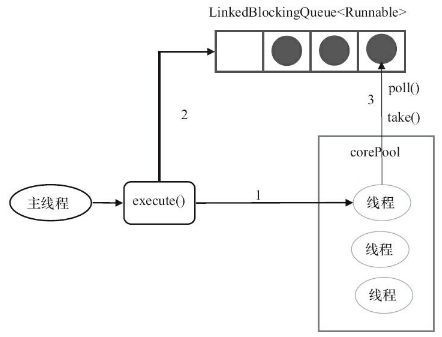 LinkedBlockingQueue<Runnable>
poll()
2
3
take()
corePool
1
主线程
execute()
线程
线程
线程